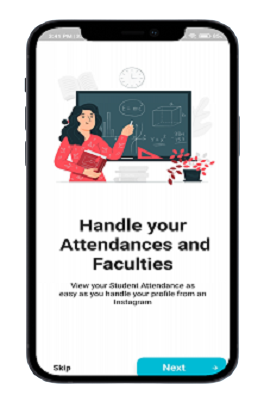 Handle your
Attendances and
Faculties
View your Student Attendance as
easy as you handle your profile from an
Instagram
Skip
Next